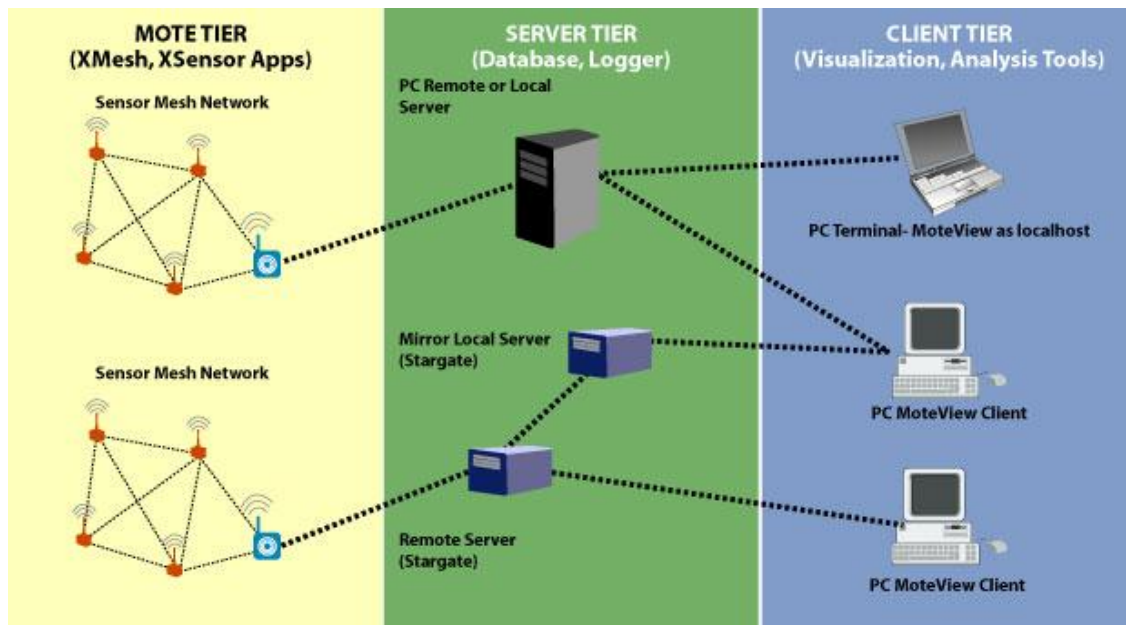 MOTE TIER
(XMesh, XSensor Apps)
Sensor Mesh Network
Sensor Mesh Network
SERVER TIER
(Database, Logger)
PC Remote or Local
Server
Mirror Local Server
(Stargate)
Remote Server
(Stargate)
CLIENT TIER
(Visualization, Analysis Tools)
PC Terminal- MoteView as localhost
PC MoteView Client
PC MoteView Client